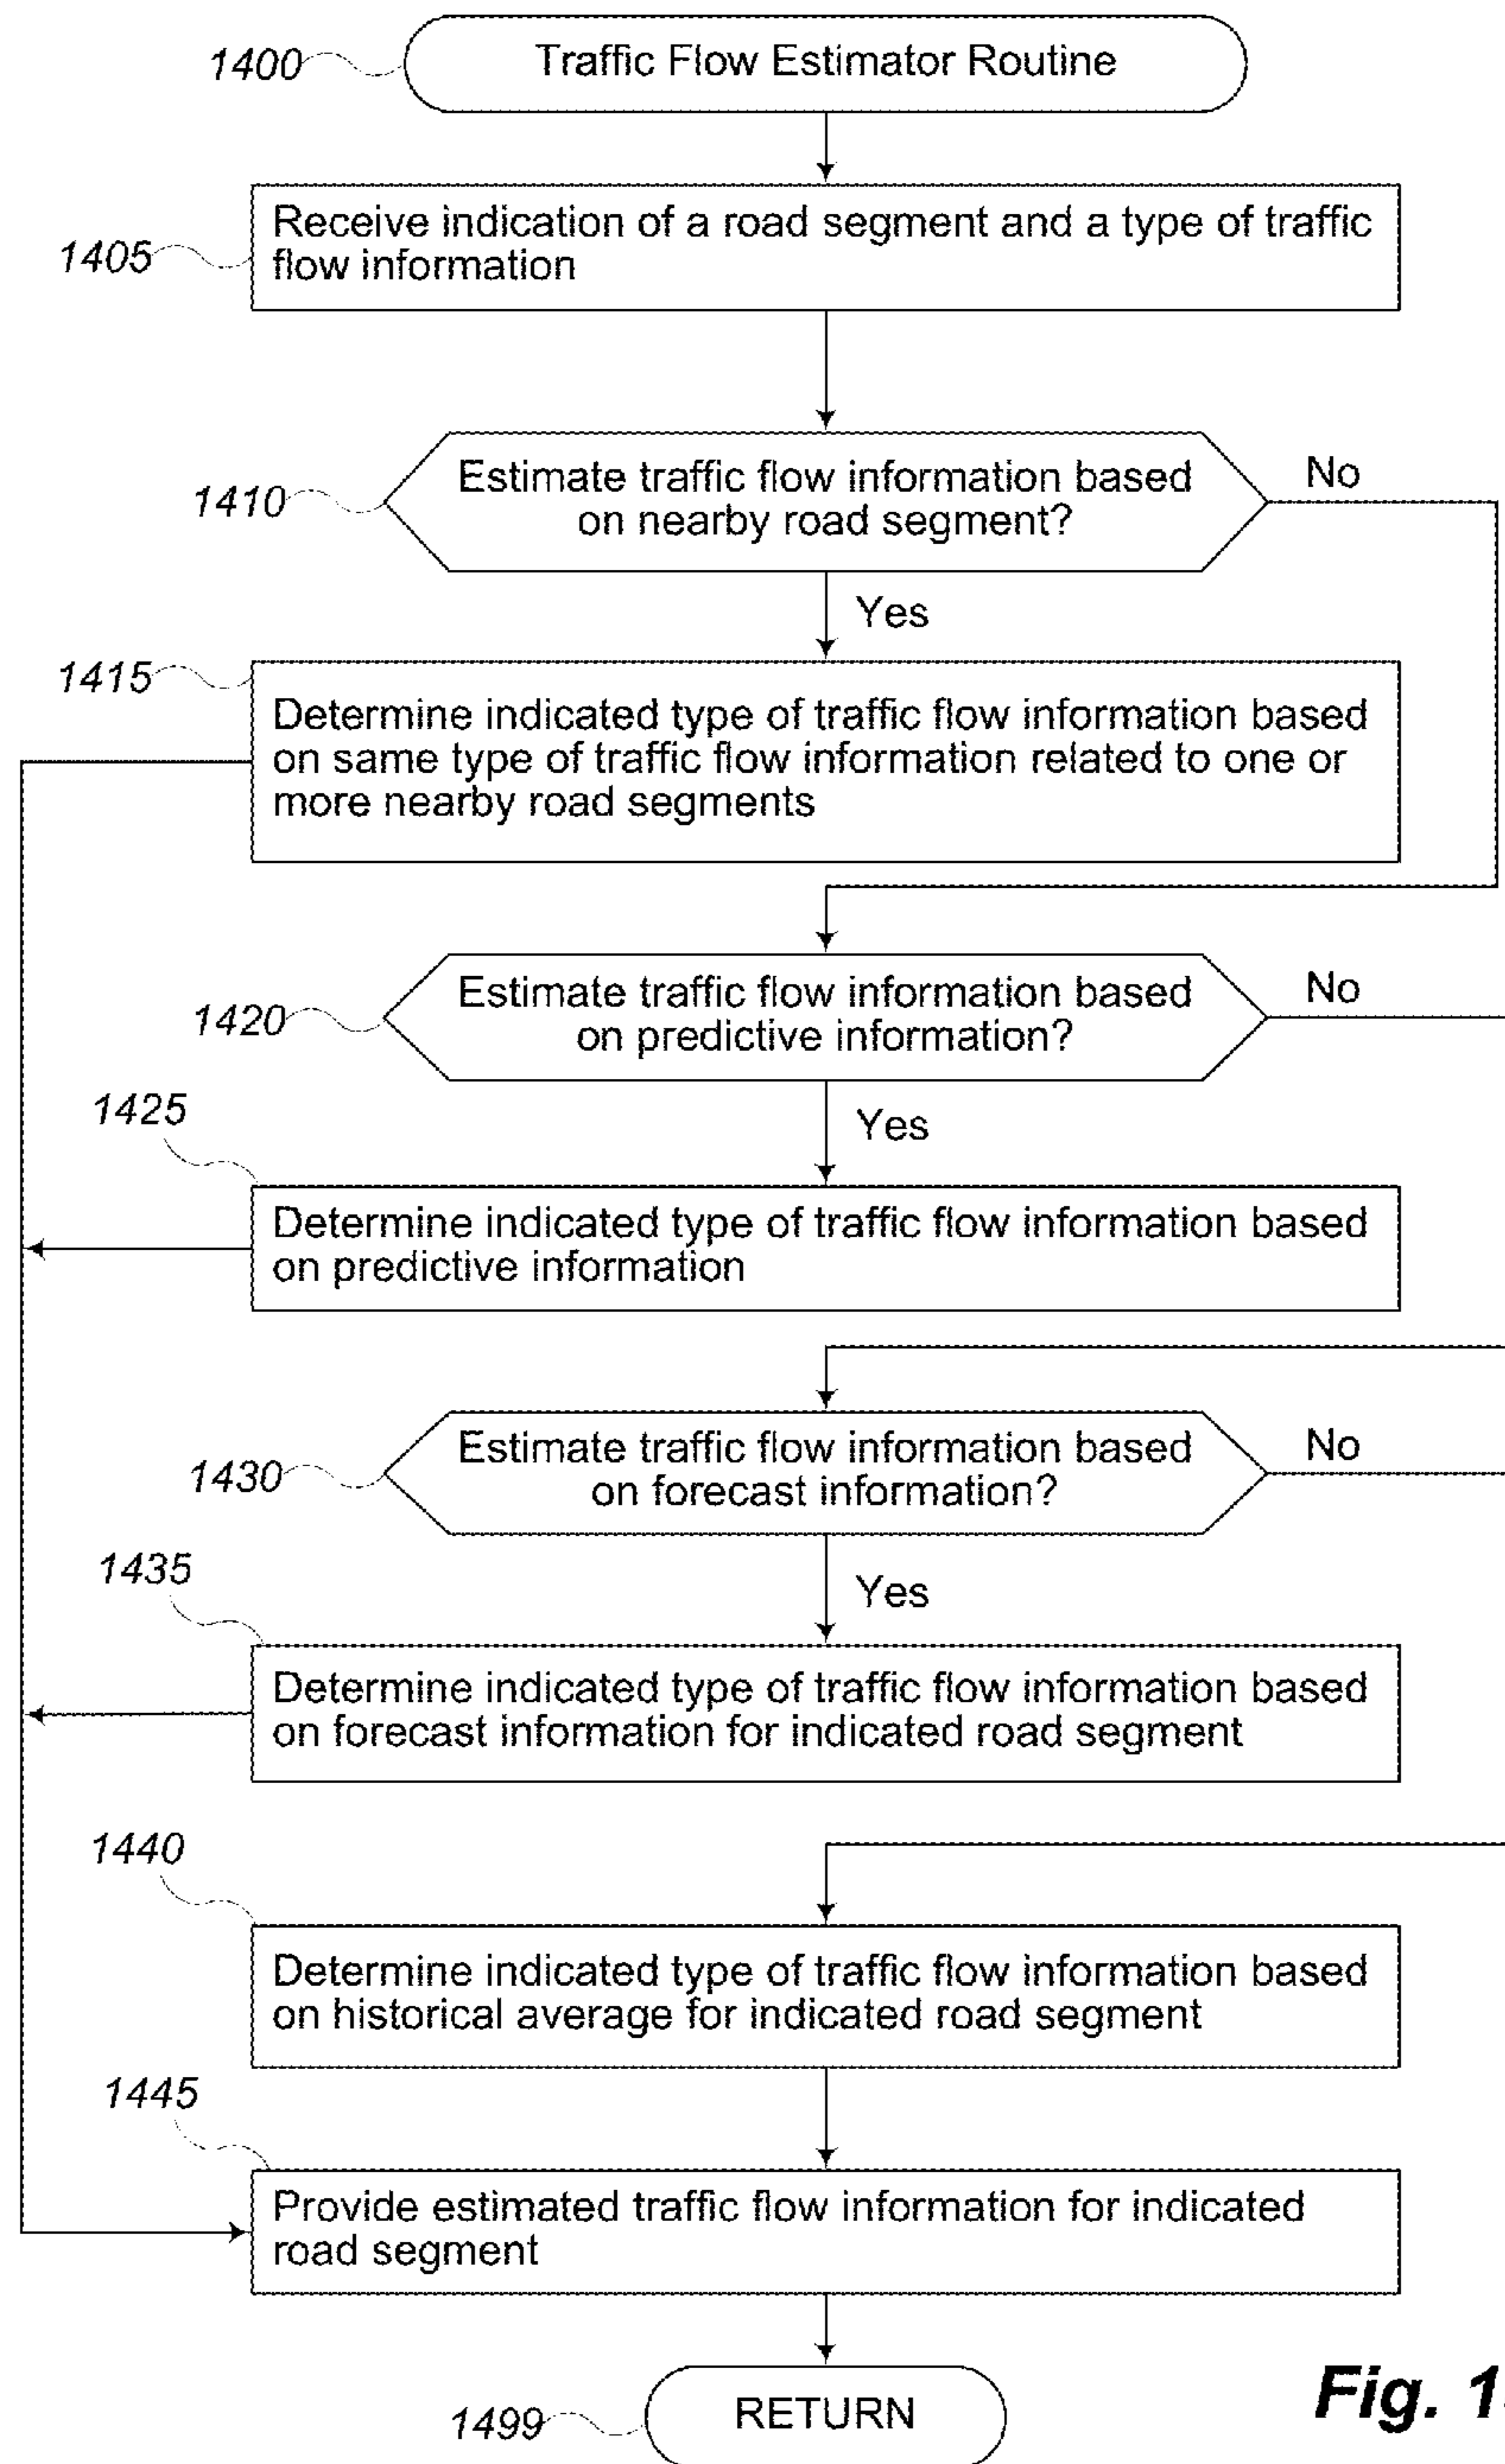 1400
Traffic Flow Estimator Routine
1405
Receive indication of a road segment and a type of traffic
flow information
1410
Estimate traffic flow information based
on nearby road segment?
No
Yes
1415
Determine indicated type of traffic flow information based
on same type of traffic flow information related to one or
more nearby road segments
1420
Estimate traffic flow information based
on predictive information?
No
Yes
1425
Determine indicated type of traffic flow information based
on predictive information
1430
Estimate traffic flow information based
on forecast information?
No
Yes
1435
Determine indicated type of traffic flow information based
on forecast information for indicated road segment
1440
Determine indicated type of traffic flow information based
on historical average for indicated road segment
1445
Provide estimated traffic flow information for indicated
road segment
1499
RETURN
Fig.